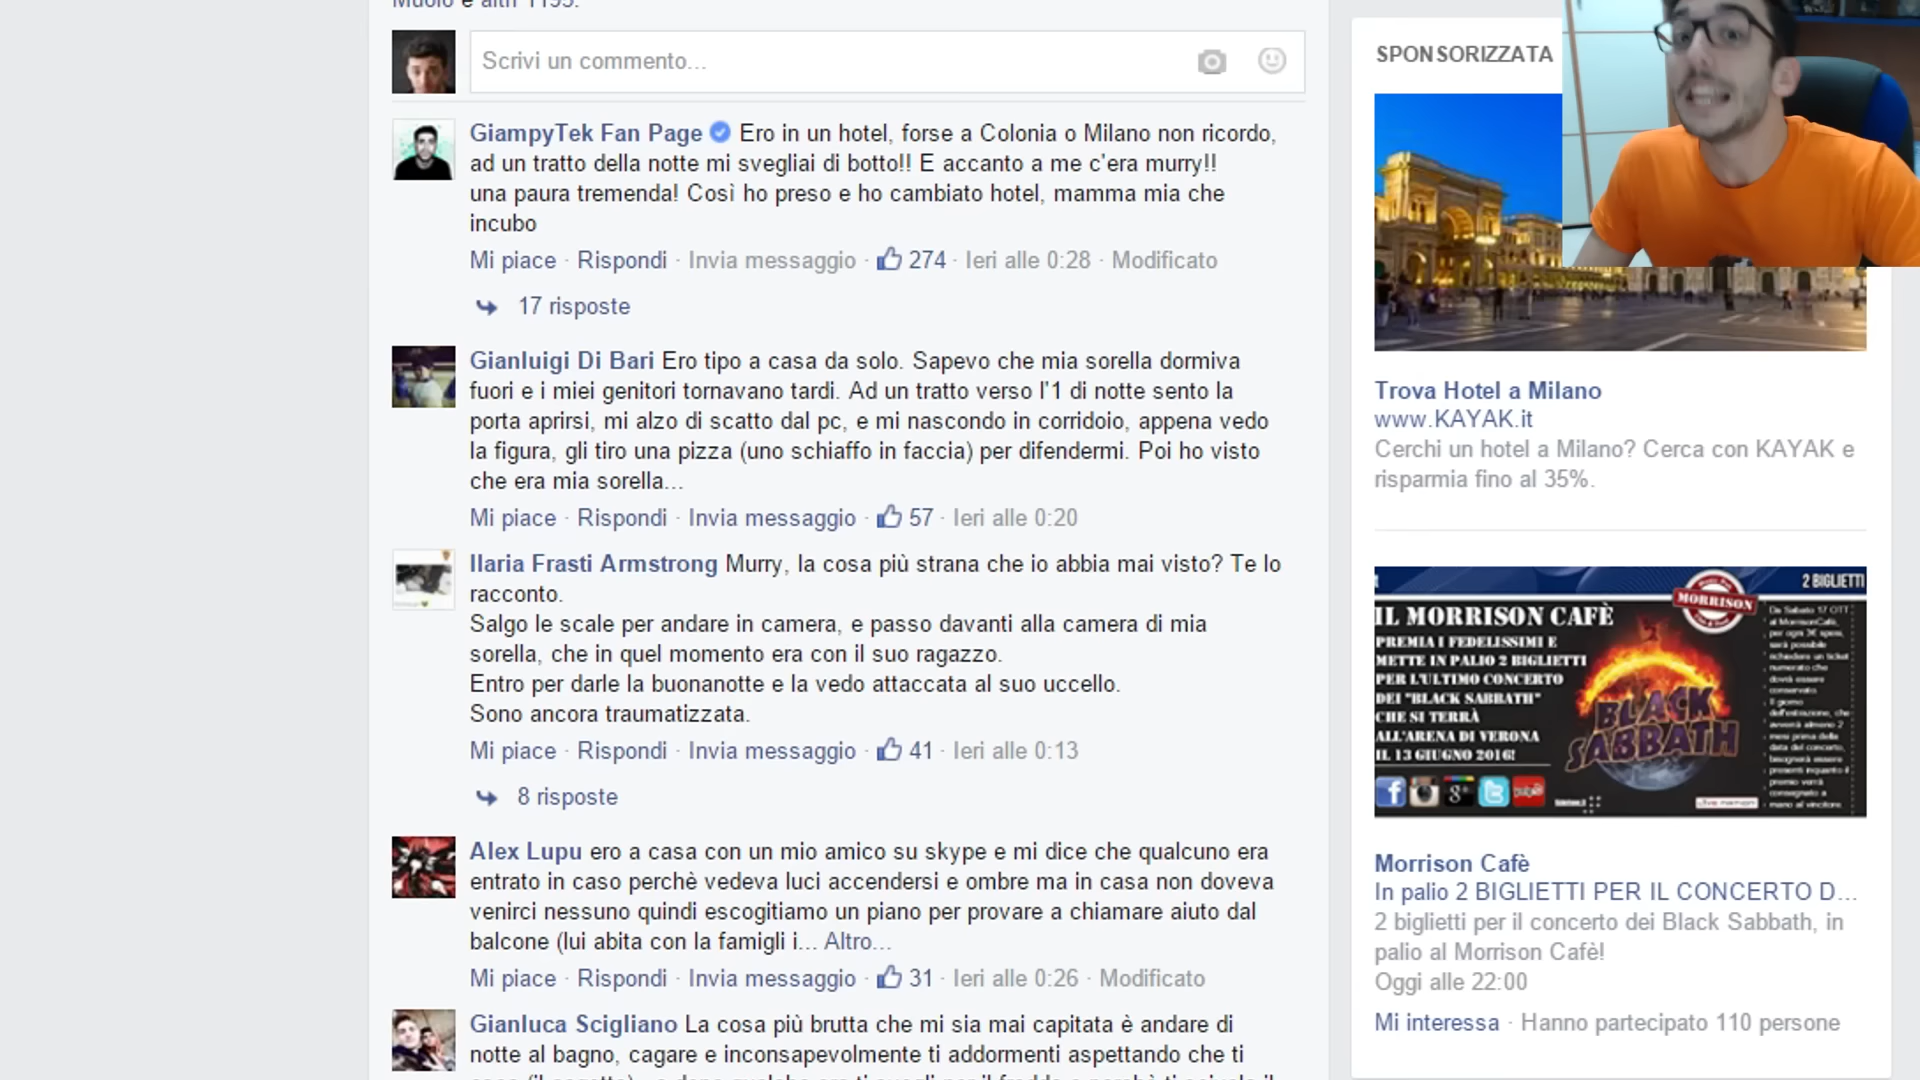 Muolo e altri 1195.
Scrivi un commento...
GiampyTek Fan Page Ero in un hotel, forse a Colonia o Milano non ricordo,
ad un tratto della notte mi svegliai di botto!! E accanto a me c'era murry!!
una paura tremenda! Così ho preso e ho cambiato hotel, mamma mia che
incubo
Mi piace · Rispondi · Invia messaggio · 274 · Ieri alle 0:28 · Modificato
17 risposte
Gianluigi Di Bari Ero tipo a casa da solo. Sapevo che mia sorella dormiva
fuori e i miei genitori tornavano tardi. Ad un tratto verso l'1 di notte sento la
porta aprirsi, mi alzo di scatto dal pc, e mi nascondo in corridoio, appena vedo
la figura, gli tiro una pizza (uno schiaffo in faccia) per difendermi. Poi ho visto
che era mia sorella...
Mi piace · Rispondi · Invia messaggio · 57 · Ieri alle 0:20
Ilaria Frasti Armstrong Murry, la cosa più strana che io abbia mai visto? Te lo
racconto.
Salgo le scale per andare in camera, e passo davanti alla camera di mia
sorella, che in quel momento era con il suo ragazzo.
Entro per darle la buonanotte e la vedo attaccata al suo uccello.
Sono ancora traumatizzata.
Mi piace · Rispondi · Invia messaggio · 41 · Ieri alle 0:13
8 risposte
Alex Lupu ero a casa con un mio amico su skype e mi dice che qualcuno era
entrato in caso perchè vedeva luci accendersi e ombre ma in casa non doveva
venirci nessuno quindi escogitiamo un piano per provare a chiamare aiuto dal
balcone (lui abita con la famigli i... Altro...
Mi piace · Rispondi · Invia messaggio · 31 · Ieri alle 0:26 · Modificato
Gianluca Scigliano La cosa più brutta che mi sia mai capitata è andare di
notte al bagno, cagare e inconsapevolmente ti addormenti aspettando che ti
SPONSORIZZATA
Trova Hotel a Milano
www.KAYAK.it
Cerchi un hotel a Milano? Cerca con KAYAK e
risparmia fino al 35%.
2 BIGLIETTI
MORRISON
IL MORRISON CAFÈ
PREMIA I FEDELISSIMI E
METTE IN PALIO 2 BIGLIETTI
PER L'ULTIMO CONCERTO
DEI "BLACK SABBATH"
CHE SI TERRÀ
ALL'ARENA DI VERONA
IL 13 GIUGNO 2016!
BLACK
SABBATH
Morrison Cafè
In palio 2 BIGLIETTI PER IL CONCERTO D...
2 biglietti per il concerto dei Black Sabbath, in
palio al Morrison Cafè!
Oggi alle 22:00
Mi interessa · Hanno partecipato 110 persone